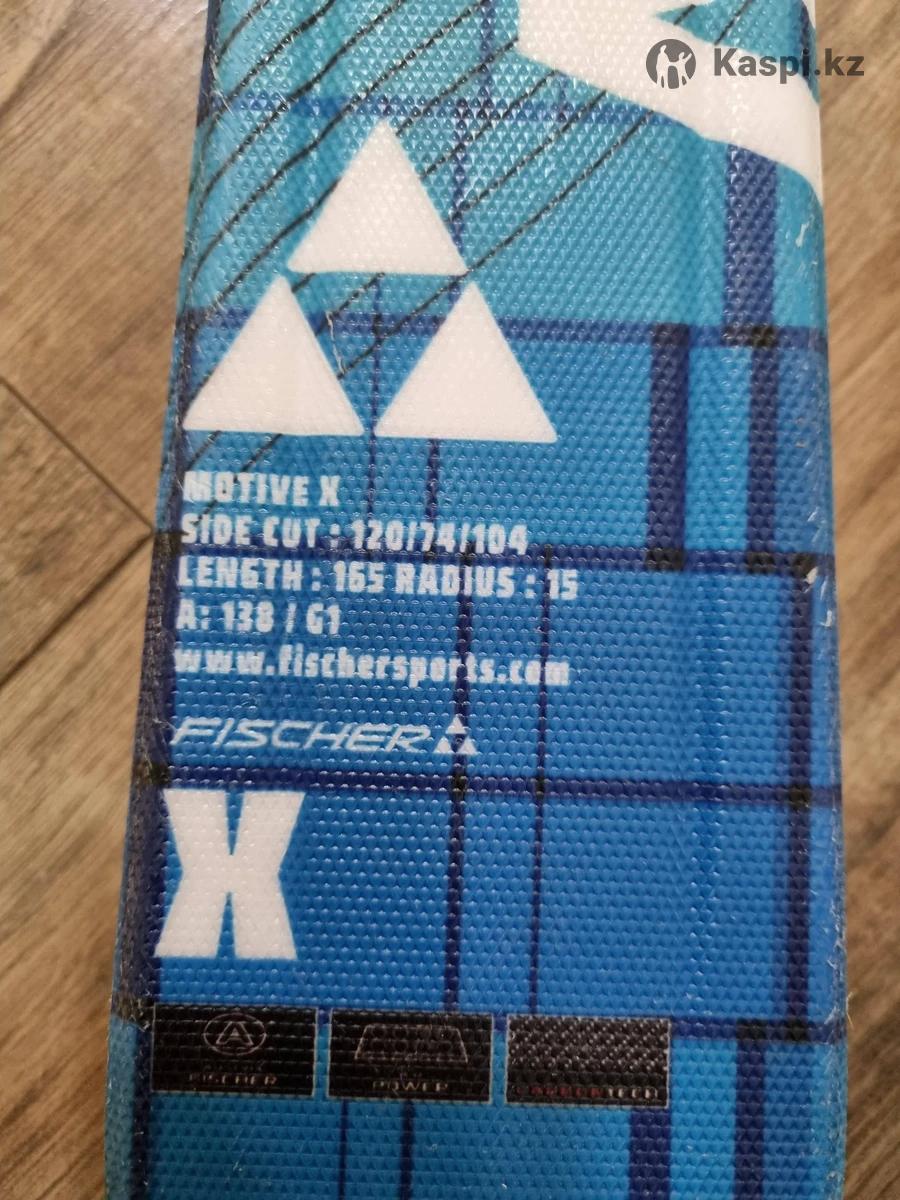 Kaspi.kz
MOTIVE X
SIDE CUT : 120/74/104
LENGTH : 165 RADIUS : 15
A: 138 / G1
www.fischersports.com
FISCHER
X
A
FISCHER
POWER
CARBONTECH